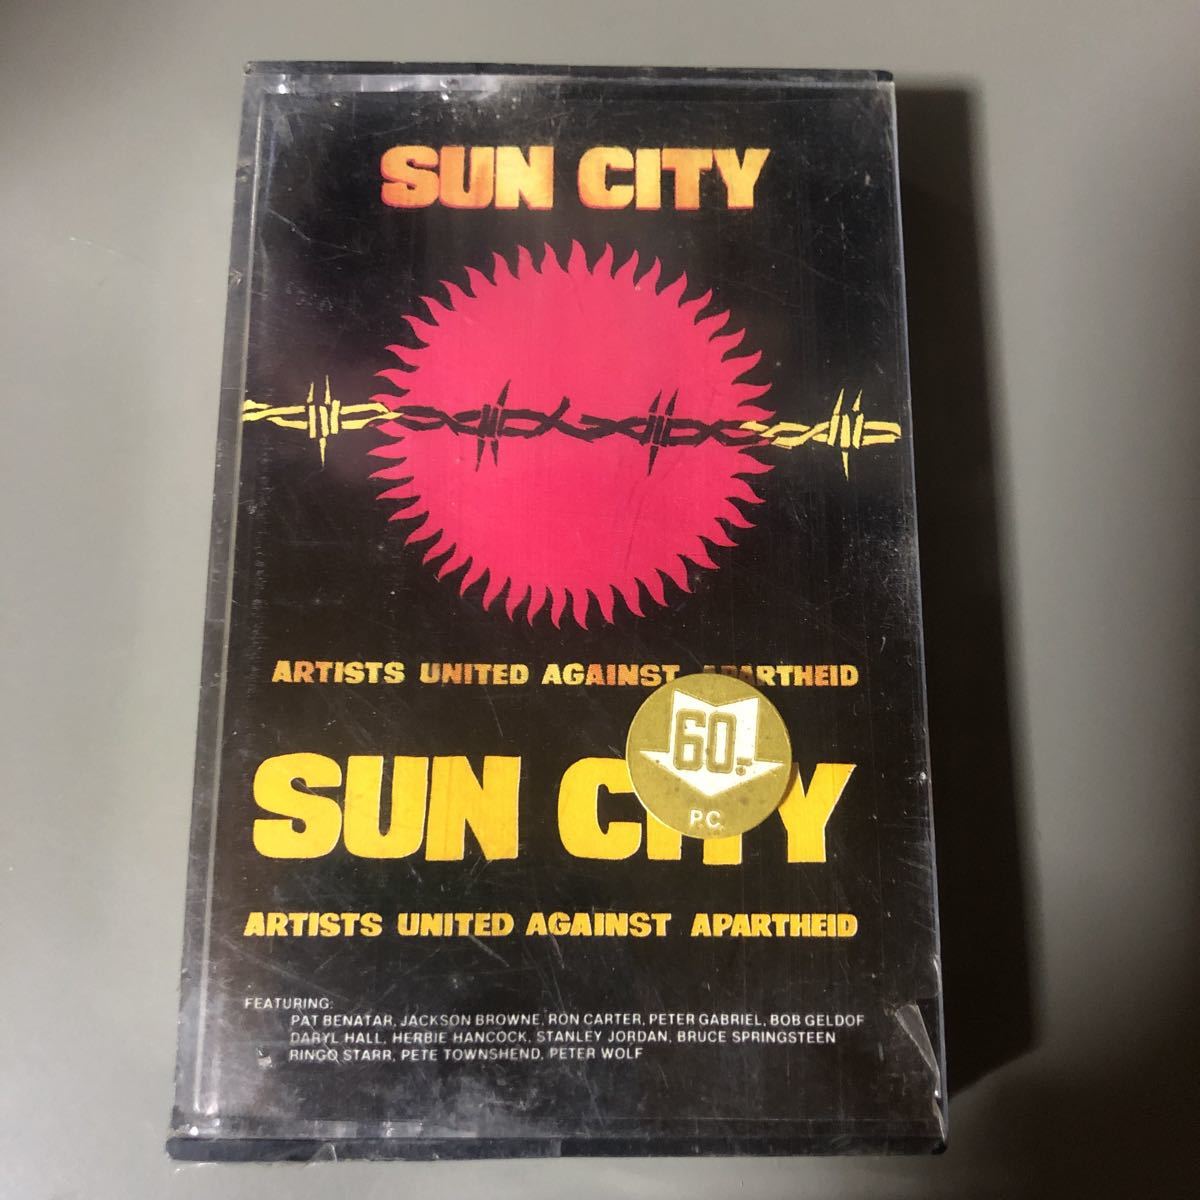 SUN CITY
ARTISTS UNITED AGAINST APARTHEID
60.-
P.C.
SUN CITY
ARTISTS UNITED AGAINST APARTHEID
FEATURING:
PAT BENATAR, JACKSON BROWNE, RON CARTER, PETER GABRIEL, BOB GELDOF
DARYL HALL, HERBIE HANCOCK, STANLEY JORDAN, BRUCE SPRINGSTEEN
RINGO STARR, PETE TOWNSHEND, PETER WOLF